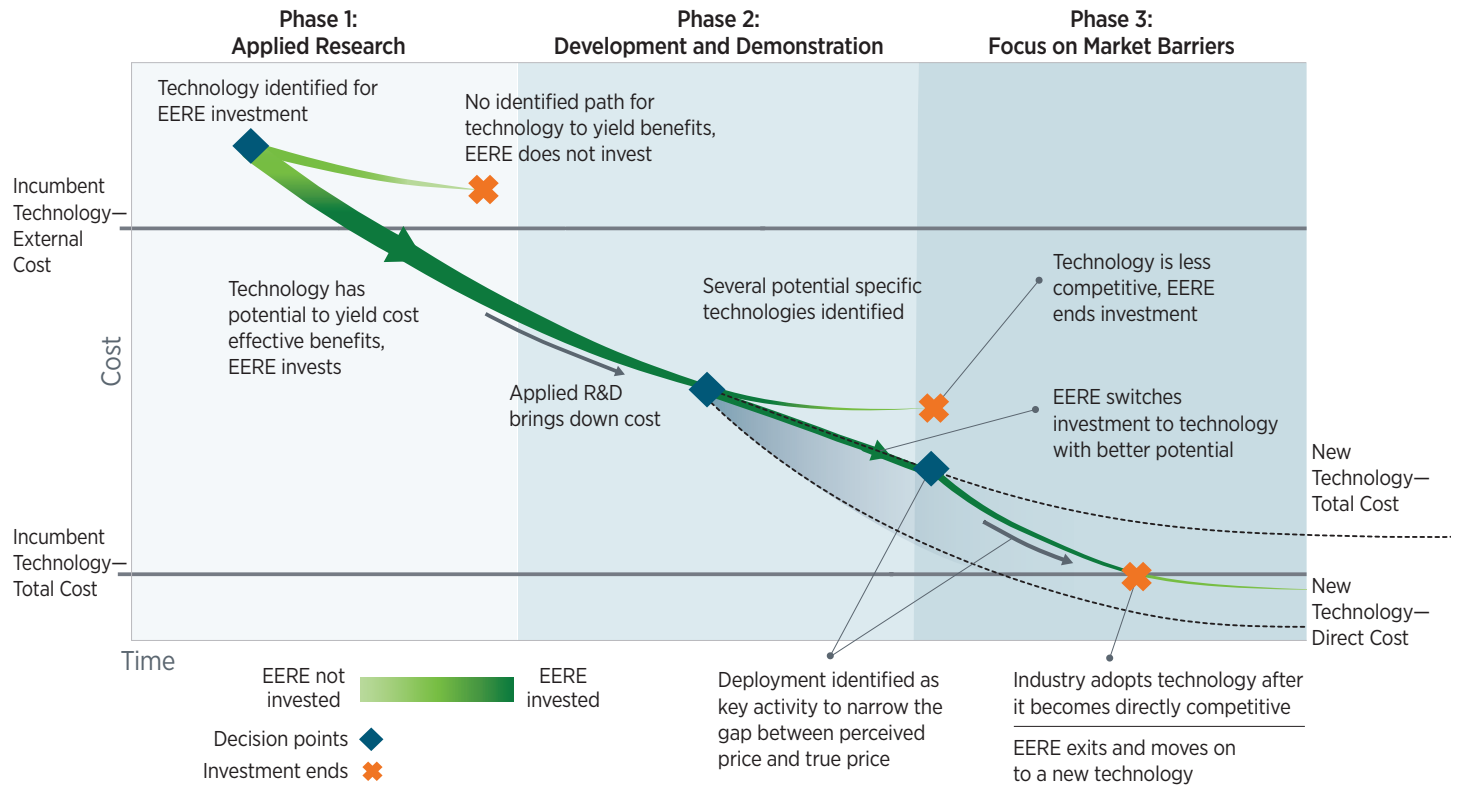 Phase 1:
Applied Research
Phase 2:
Development and Demonstration
Phase 3:
Focus on Market Barriers
Technology identified for
EERE investment
No identified path for
technology to yield benefits,
EERE does not invest
Incumbent
Technology—
External
Cost
Technology has
potential to yield cost
effective benefits,
EERE invests
Several potential specific
technologies identified
Technology is less
competitive, EERE
ends investment
Cost
Applied R&D
brings down cost
EERE switches
investment to technology
with better potential
New
Technology—
Total Cost
Incumbent
Technology—
Total Cost
New
Technology—
Direct Cost
Time
EERE not
invested
EERE
invested
Decision points
Investment ends
Deployment identified as
key activity to narrow the
gap between perceived
price and true price
Industry adopts technology after
it becomes directly competitive
EERE exits and moves on
to a new technology